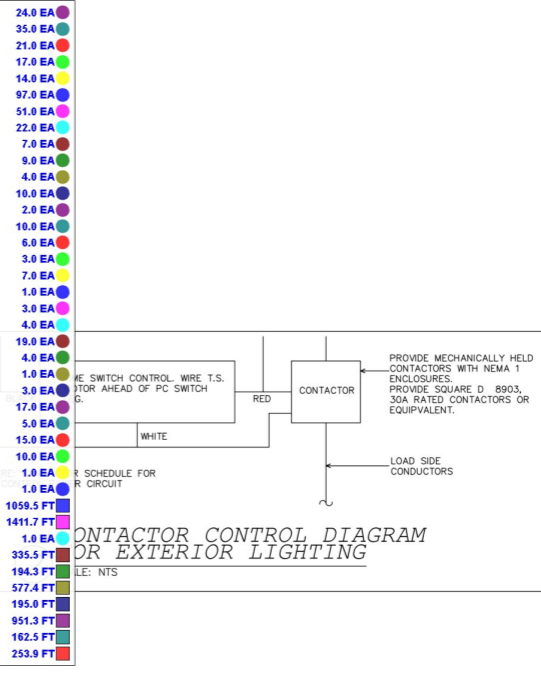 24.0 EA
35.0 EA
21.0 EA
17.0 EA
14.0 EA
97.0 EA
51.0 EA
22.0 EA
7.0 EA
9.0 EA
4.0 EA
10.0 EA
2.0 EA
10.0 EA
6.0 EA
3.0 EA
7.0 EA
1.0 EA
3.0 EA
4.0 EA
19.0 EA
4.0 EA
1.0 EA
3.0 EA
17.0 EA
5.0 EA
15.0 EA
10.0 EA
1.0 EA
1.0 EA
1059.5 FT
1411.7 FT
1.0 EA
335.5 FT
194.3 FT
577.4 FT
195.0 FT
951.3 FT
162.5 FT
253.9 FT
ME SWITCH CONTROL. WIRE T.S.
OTOR AHEAD OF PC SWITCH
G.
RED
WHITE
CONTACTOR
PROVIDE MECHANICALLY HELD
CONTACTORS WITH NEMA 1
ENCLOSURES.
PROVIDE SQUARE D 8903,
30A RATED CONTACTORS OR
EQUIPVALENT.
LOAD SIDE
CONDUCTORS
R SCHEDULE FOR
R CIRCUIT
ONTACTOR CONTROL DIAGRAM
OR EXTERIOR LIGHTING
LE: NTS